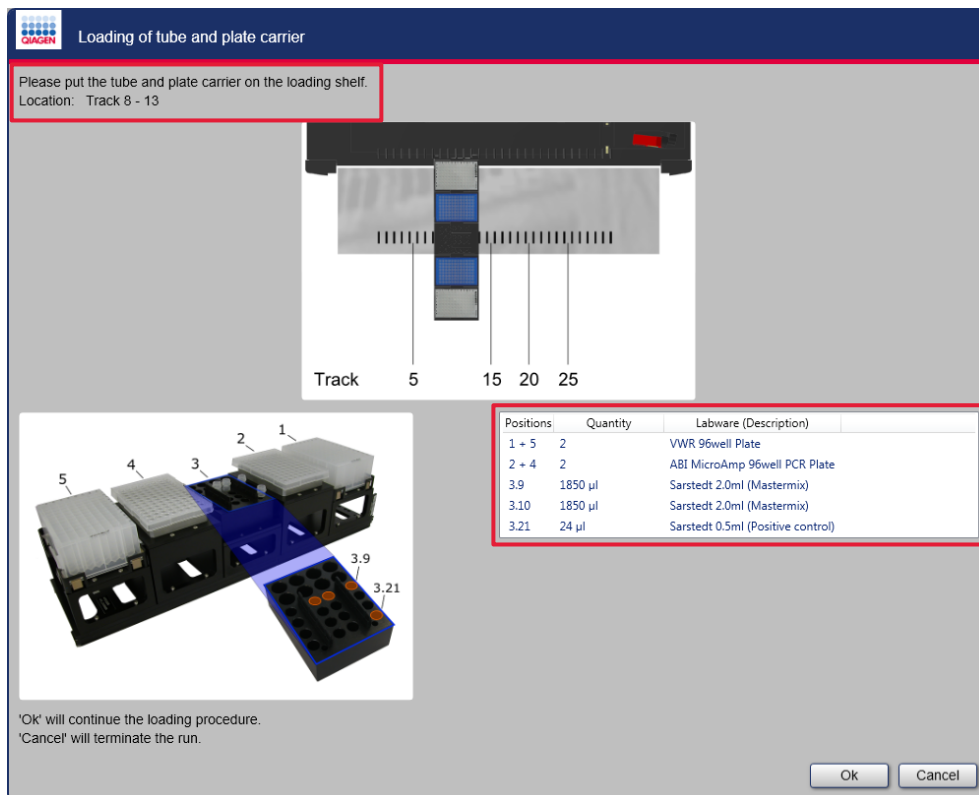 QIAGEN
Loading of tube and plate carrier
Please put the tube and plate carrier on the loading shelf.
Location: Track 8 - 13
Track 5 15 20 25
1
2
3
4
5
3.9
3.21
Positions Quantity Labware (Description)
1 + 5 2 VWR 96well Plate
2 + 4 2 ABI MicroAmp 96well PCR Plate
3.9 1850 µl Sarstedt 2.0ml (Mastermix)
3.10 1850 µl Sarstedt 2.0ml (Mastermix)
3.21 24 µl Sarstedt 0.5ml (Positive control)
'Ok' will continue the loading procedure.
'Cancel' will terminate the run.
Ok Cancel